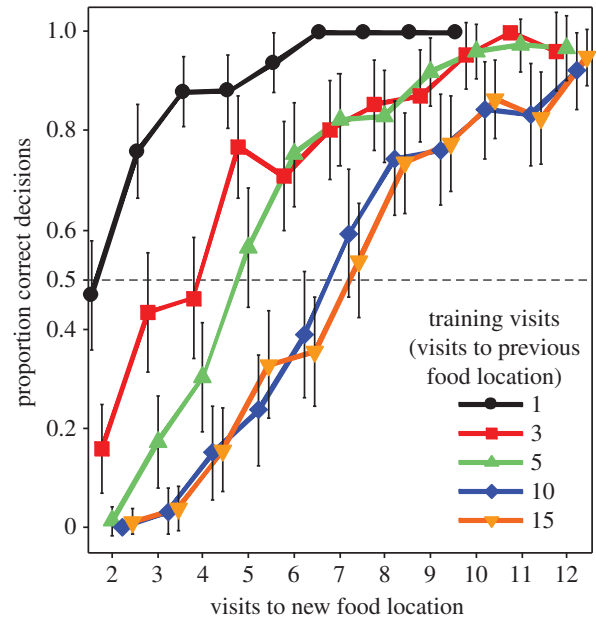 1.0
0.8
0.5
0.4
0.2
0
proportion correct decisions
training visits
(visits to previous
food location)
1
3
5
10
15
2 3 4 5 6 7 8 9 10 11 12
visits to new food location